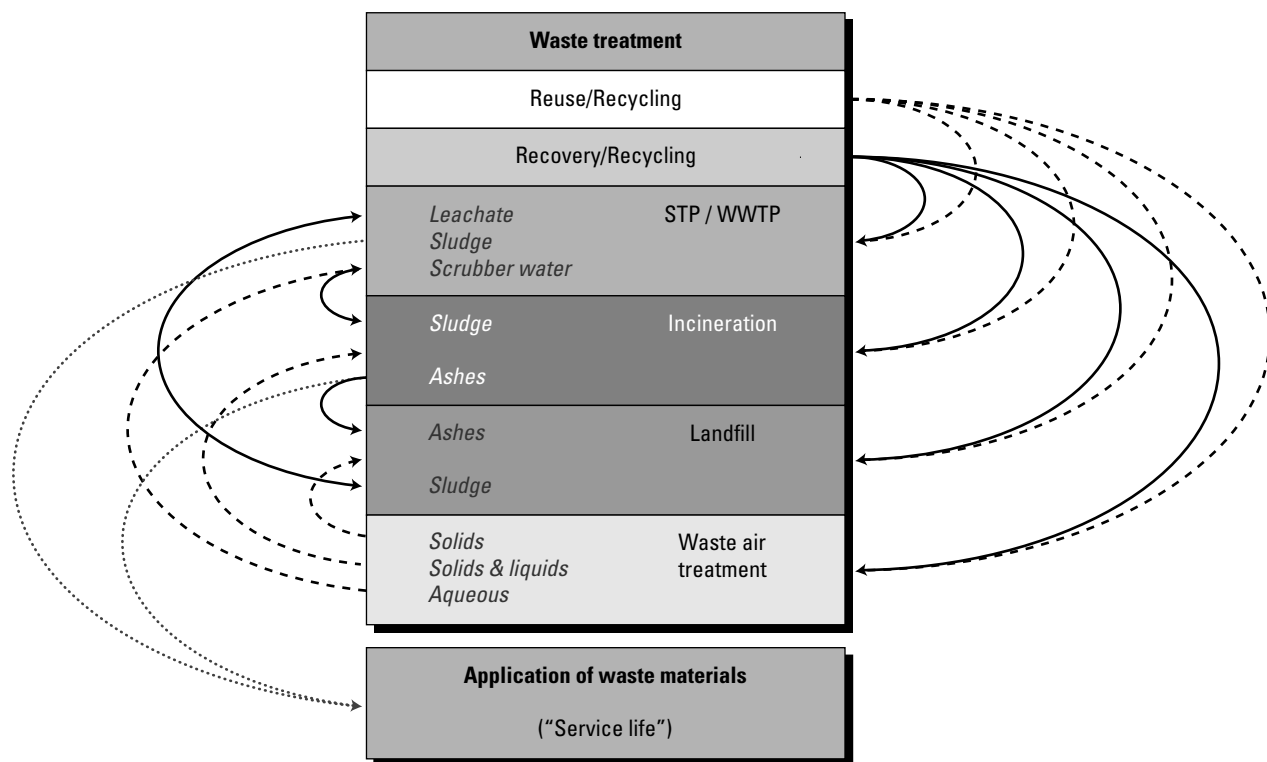 Waste treatment
Reuse/Recycling
Recovery/Recycling
Leachate STP / WWTP
Sludge
Scrubber water
Sludge Incineration
Ashes
Ashes Landfill
Sludge
Solids Waste air
Solids & liquids treatment
Aqueous
Application of waste materials
(“Service life”)